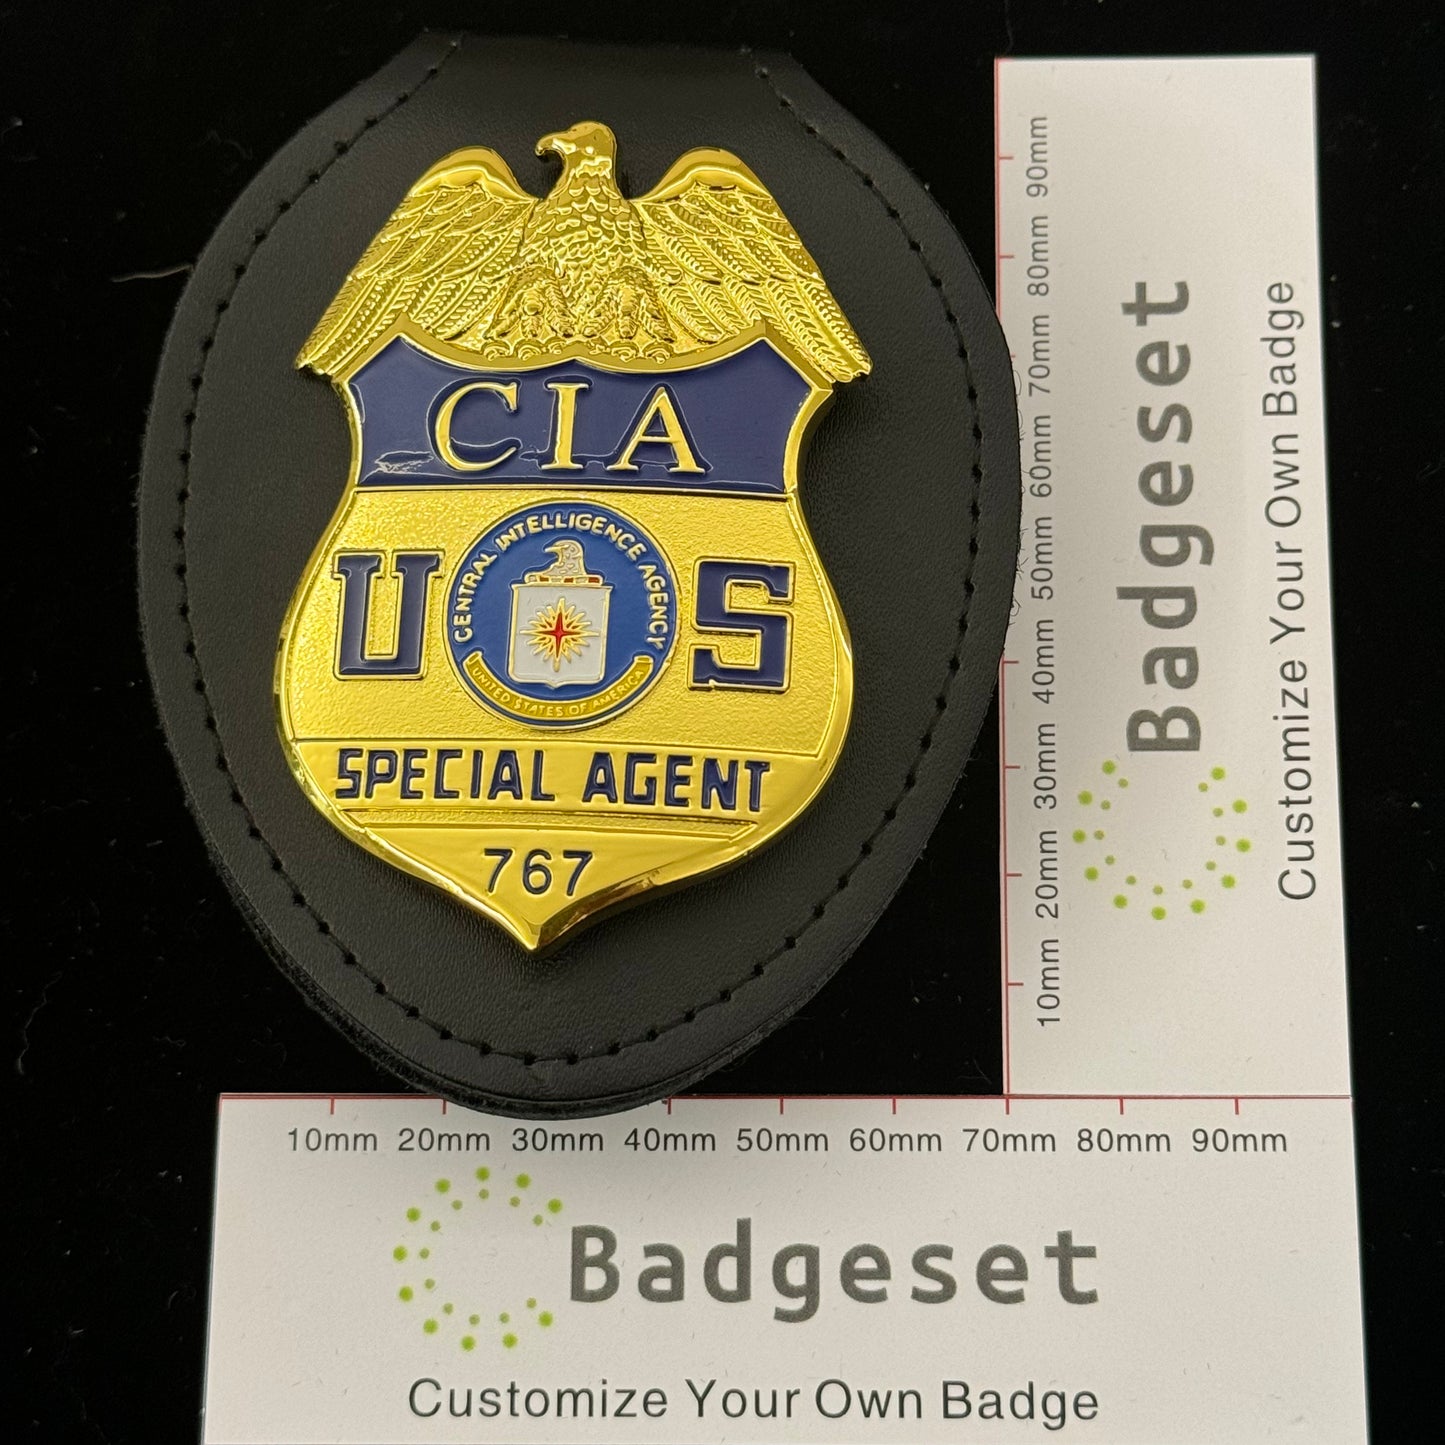 CIA
CENTRAL INTELLIGENCE AGENCY
U S
UNITED STATES OF AMERICA
SPECIAL AGENT
767
90mm
80mm
70mm
60mm
50mm
40mm
30mm
20mm
10mm
Badgeset
Customize Your Own Badge
10mm 20mm 30mm 40mm 50mm 60mm 70mm 80mm 90mm
Badgeset
Customize Your Own Badge